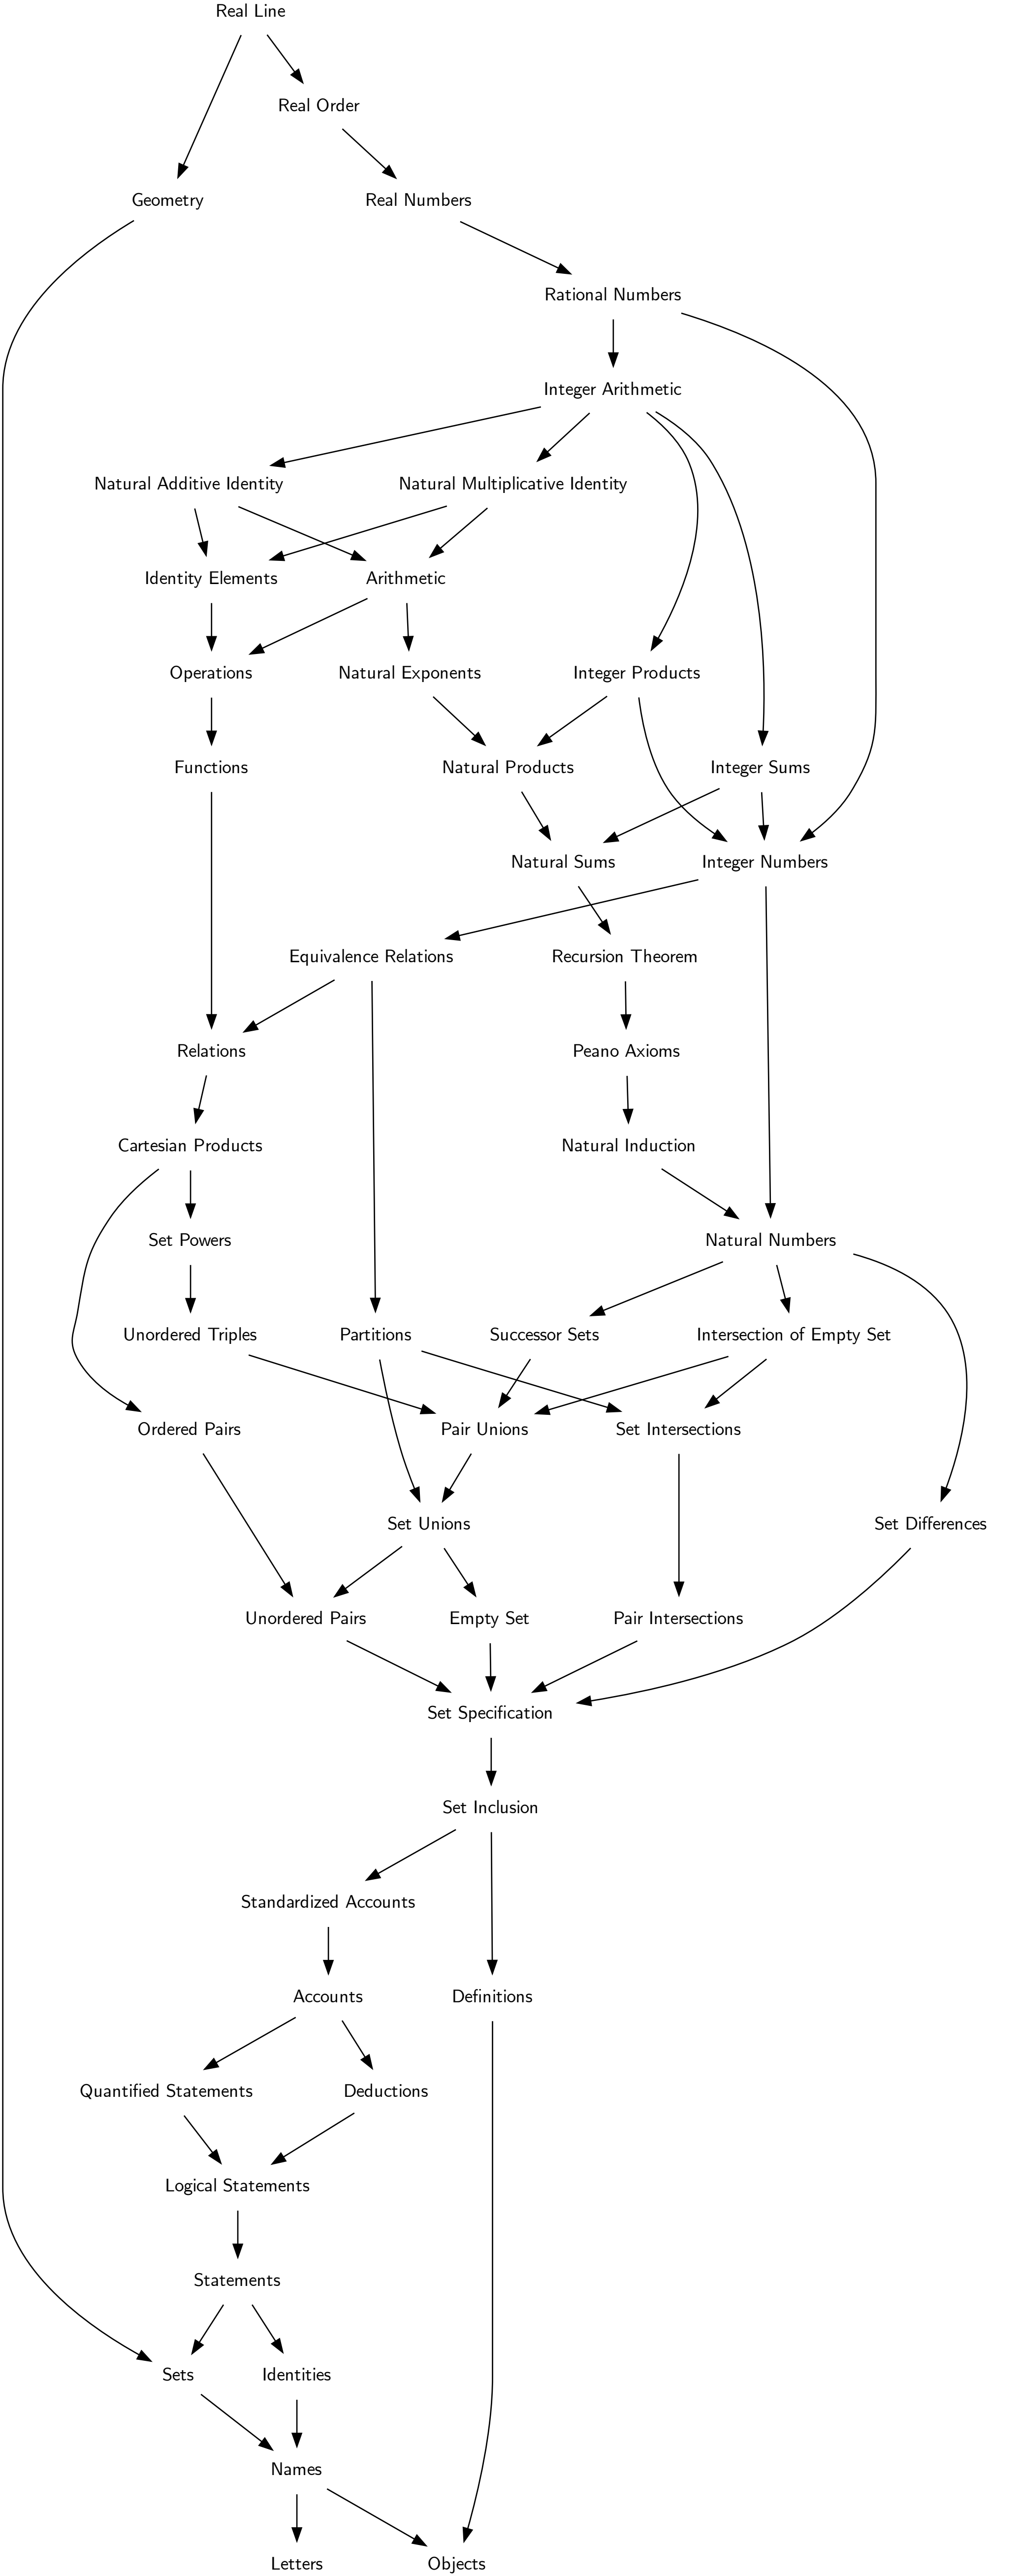 Real Line
Real Order
Geometry
Real Numbers
Rational Numbers
Integer Arithmetic
Natural Additive Identity
Natural Multiplicative Identity
Identity Elements
Arithmetic
Operations
Natural Exponents
Integer Products
Functions
Natural Products
Integer Sums
Natural Sums
Integer Numbers
Equivalence Relations
Recursion Theorem
Relations
Peano Axioms
Cartesian Products
Natural Induction
Set Powers
Natural Numbers
Unordered Triples
Partitions
Successor Sets
Intersection of Empty Set
Ordered Pairs
Pair Unions
Set Intersections
Set Unions
Set Differences
Unordered Pairs
Empty Set
Pair Intersections
Set Specification
Set Inclusion
Standardized Accounts
Accounts
Definitions
Quantified Statements
Deductions
Logical Statements
Statements
Sets
Identities
Names
Letters
Objects